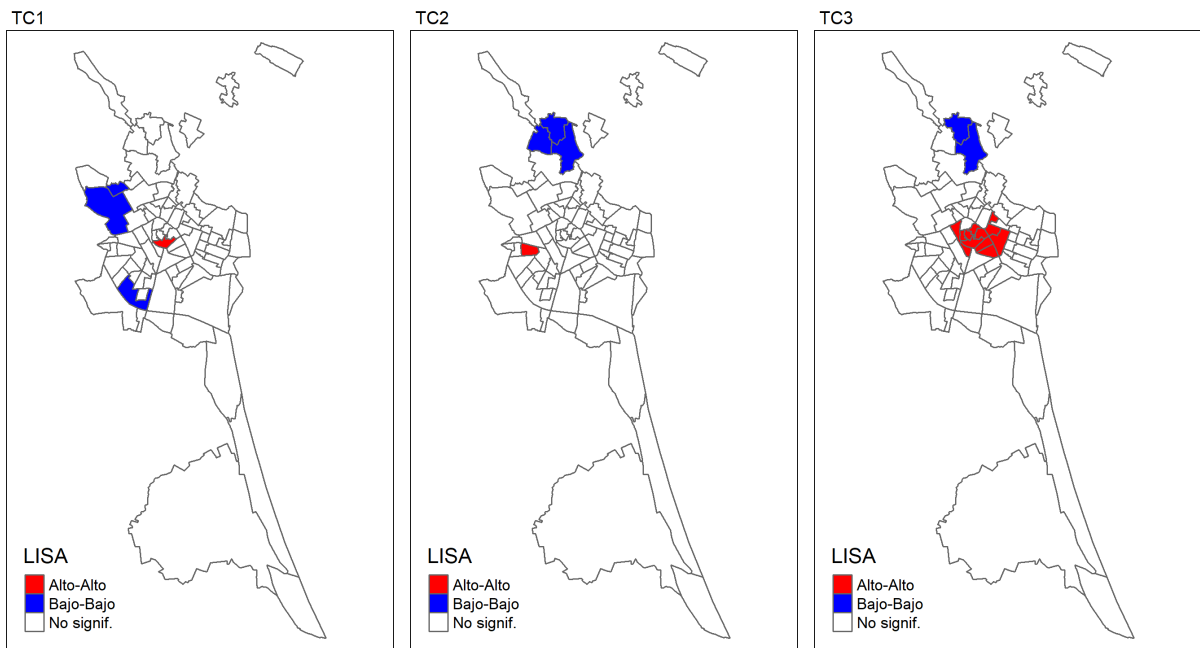 TC1
TC2
TC3
LISA
Alto-Alto
Bajo-Bajo
No signif.
LISA
Alto-Alto
Bajo-Bajo
No signif.
LISA
Alto-Alto
Bajo-Bajo
No signif.